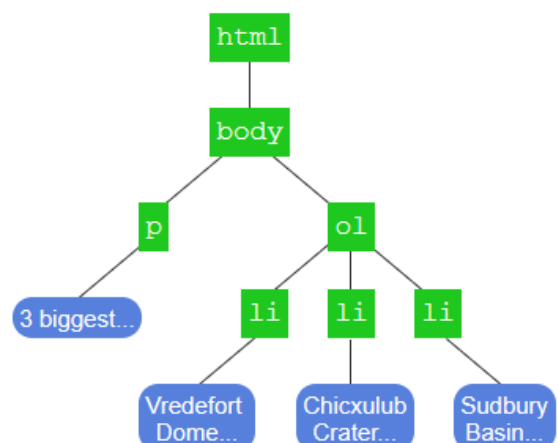 html
body
p
ol
li
li
li
3 biggest...
Vredefort
Dome...
Chicxulub
Crater...
Sudbury
Basin...